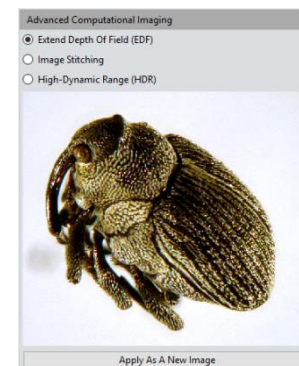 Advanced Computational Imaging
Extend Depth Of Field (EDF)
Image Stitching
High-Dynamic Range (HDR)
Apply As A New Image